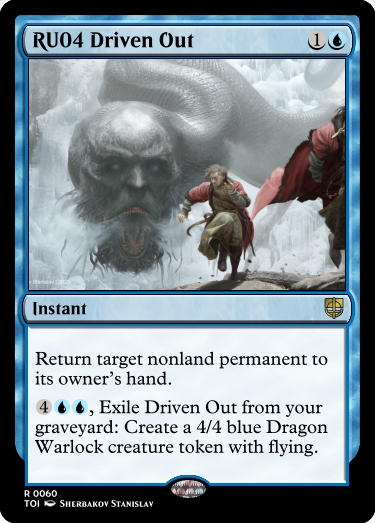 RU04 Driven Out
1
Instant
Return target nonland permanent to
its owner's hand.
4, Exile Driven Out from your
graveyard: Create a 4/4 blue Dragon
Warlock creature token with flying.
R 0060
TOI Sherbakov Stanislav